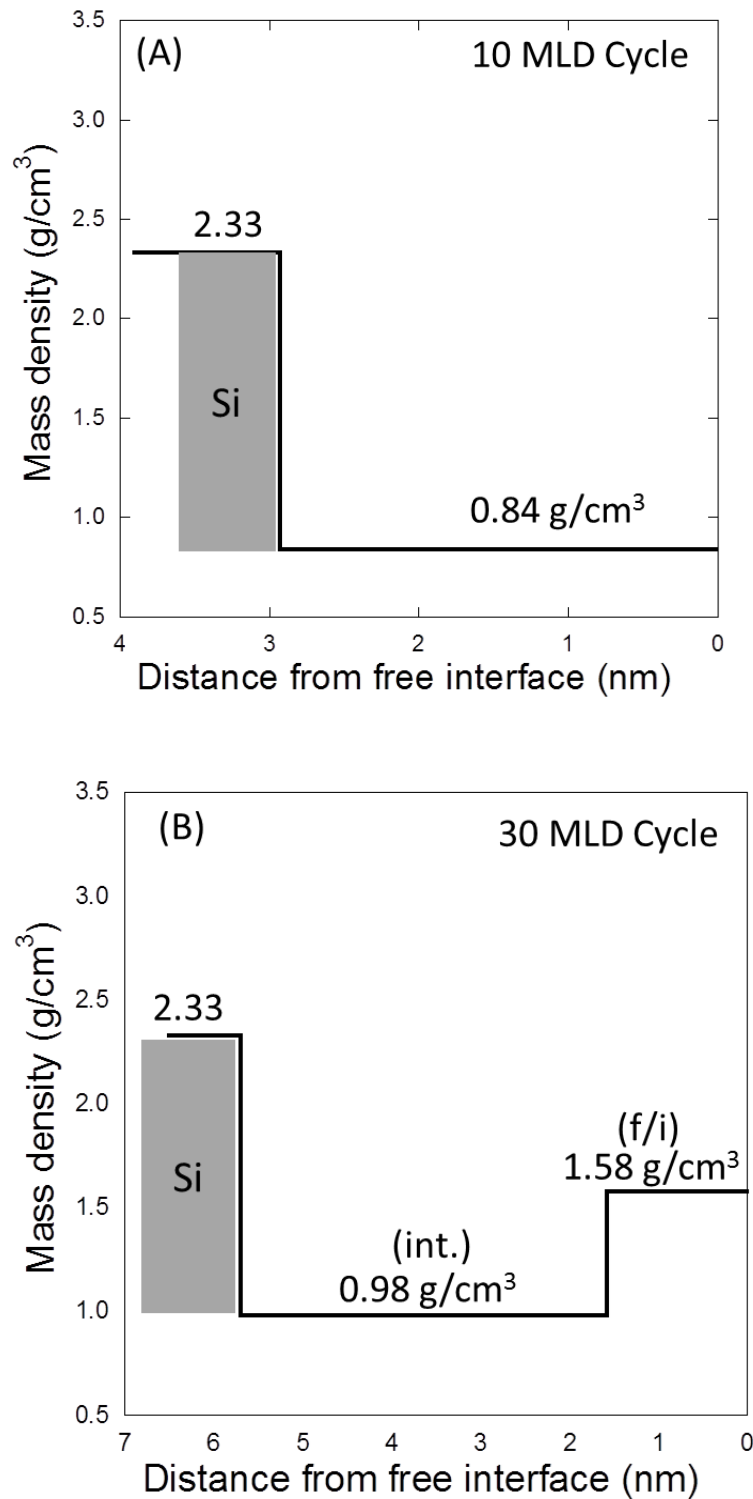 (A)
10 MLD Cycle
3.5
3.0
2.5
2.0
1.5
1.0
0.5
Mass density (g/cm³)
2.33
Si
0.84 g/cm³
4
3
2
1
0
Distance from free interface (nm)
(B)
30 MLD Cycle
3.5
3.0
2.5
2.0
1.5
1.0
0.5
Mass density (g/cm³)
2.33
Si
(f/i)
1.58 g/cm³
(int.)
0.98 g/cm³
7
6
5
4
3
2
1
0
Distance from free interface (nm)